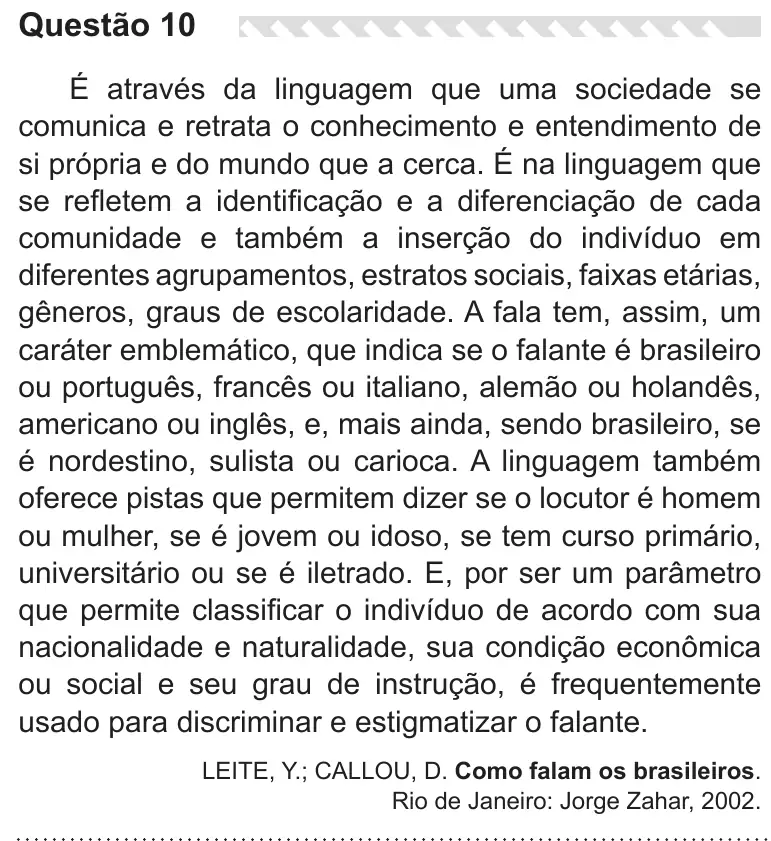 Questão 10
É através da linguagem que uma sociedade se
comunica e retrata o conhecimento e entendimento de
si própria e do mundo que a cerca. É na linguagem que
se refletem a identificação e a diferenciação de cada
comunidade e também a inserção do indivíduo em
diferentes agrupamentos, estratos sociais, faixas etárias,
gêneros, graus de escolaridade. A fala tem, assim, um
caráter emblemático, que indica se o falante é brasileiro
ou português, francês ou italiano, alemão ou holandês,
americano ou inglês, e, mais ainda, sendo brasileiro, se
é nordestino, sulista ou carioca. A linguagem também
oferece pistas que permitem dizer se o locutor é homem
ou mulher, se é jovem ou idoso, se tem curso primário,
universitário ou se é iletrado. E, por ser um parâmetro
que permite classificar o indivíduo de acordo com sua
nacionalidade e naturalidade, sua condição econômica
ou social e seu grau de instrução, é frequentemente
usado para discriminar e estigmatizar o falante.
LEITE, Y.; CALLOU, D. Como falam os brasileiros.
Rio de Janeiro: Jorge Zahar, 2002.